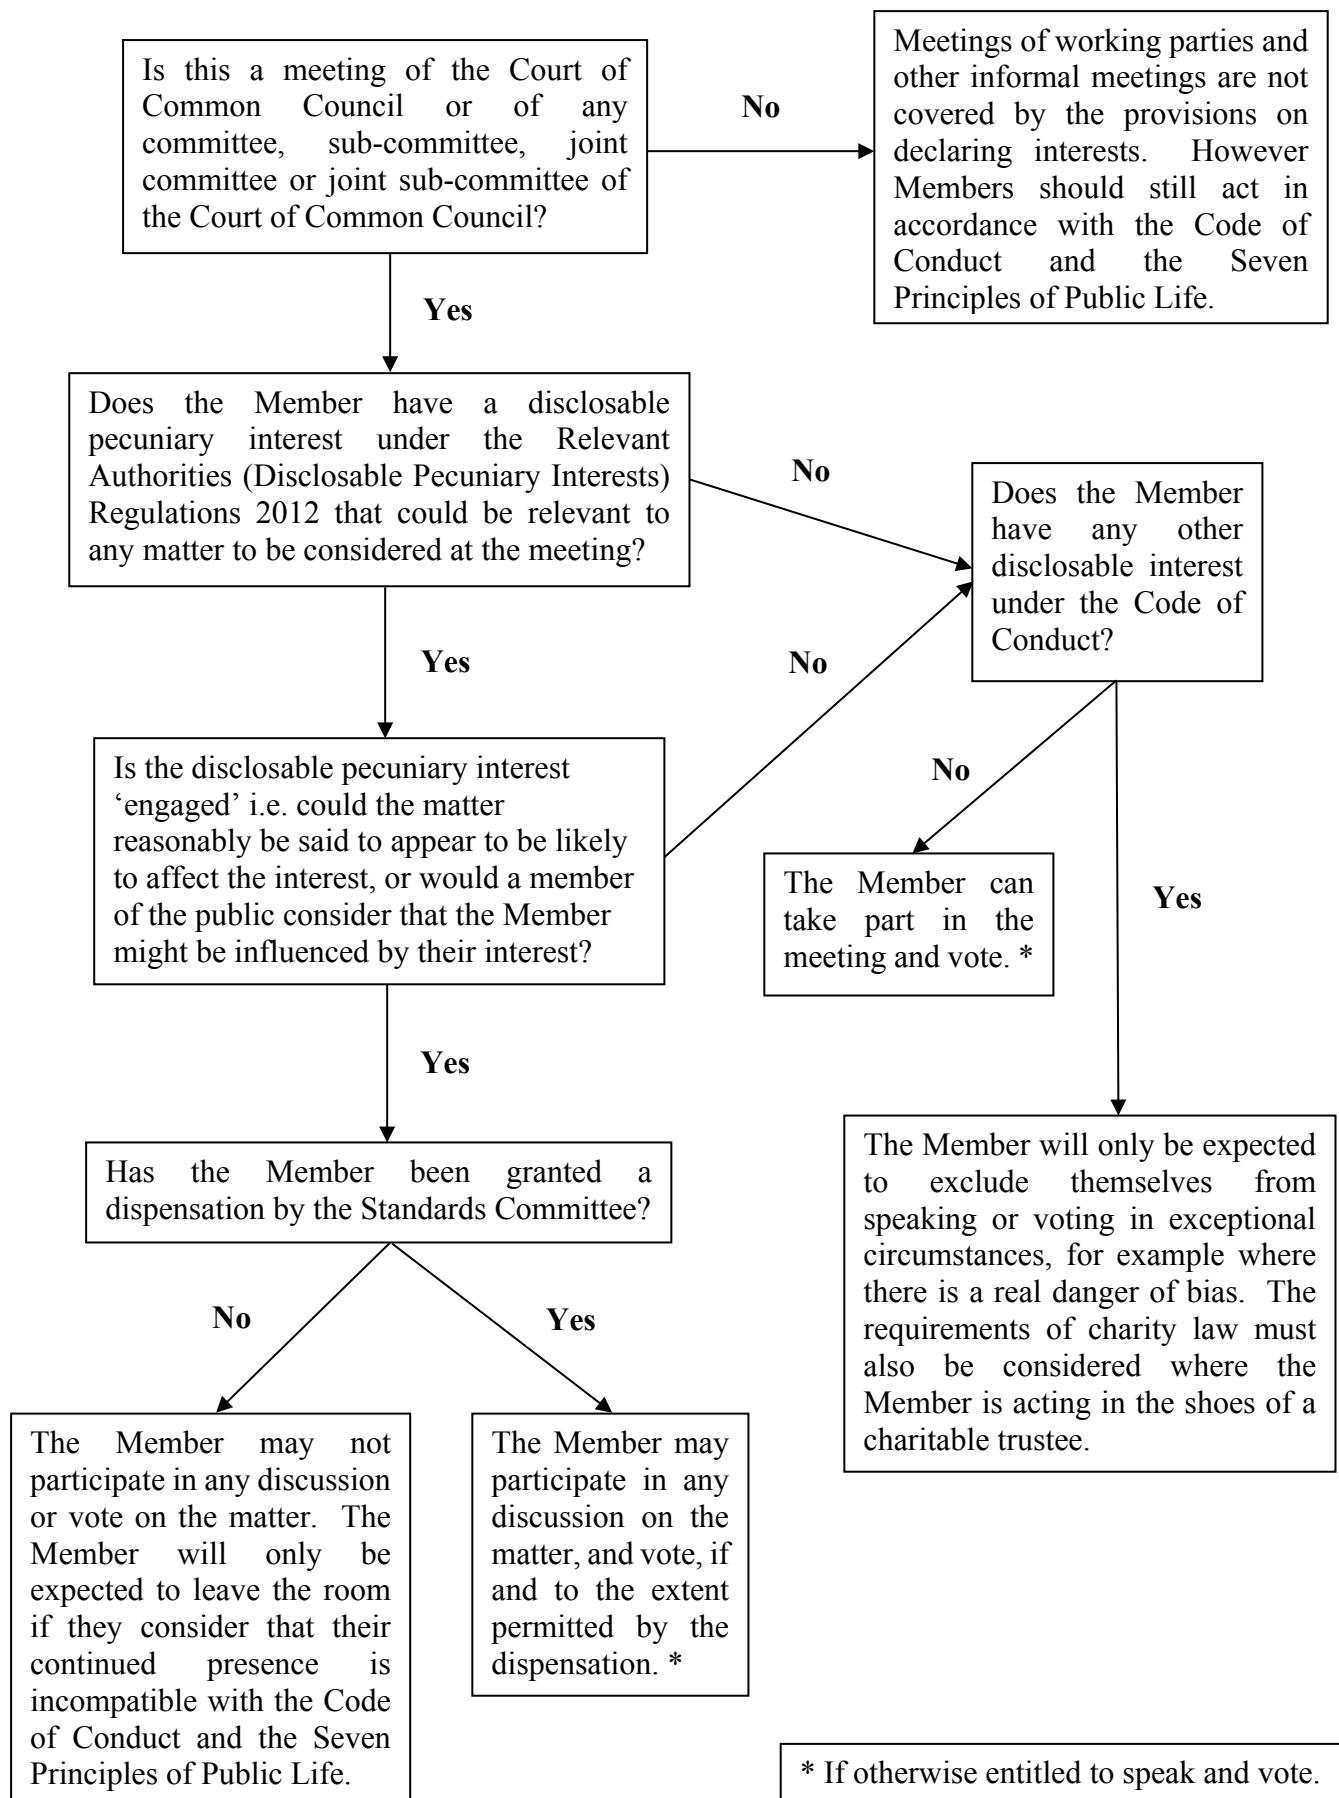 Is this a meeting of the Court of
Common Council or of any
committee, sub-committee, joint
committee or joint sub-committee of
the Court of Common Council?
No
Meetings of working parties and
other informal meetings are not
covered by the provisions on
declaring interests. However
Members should still act in
accordance with the Code of
Conduct and the Seven
Principles of Public Life.
Yes
Does the Member have a disclosable
pecuniary interest under the Relevant
Authorities (Disclosable Pecuniary Interests)
Regulations 2012 that could be relevant to
any matter to be considered at the meeting?
No
Does the Member
have any other
disclosable interest
under the Code of
Conduct?
Yes
No
Is the disclosable pecuniary interest
‘engaged’ i.e. could the matter
reasonably be said to appear to be likely
to affect the interest, or would a member
of the public consider that the Member
might be influenced by their interest?
No
The Member can
take part in the
meeting and vote. *
Yes
Yes
Has the Member been granted a
dispensation by the Standards Committee?
The Member will only be expected
to exclude themselves from
speaking or voting in exceptional
circumstances, for example where
there is a real danger of bias. The
requirements of charity law must
also be considered where the
Member is acting in the shoes of a
charitable trustee.
No
Yes
The Member may not
participate in any discussion
or vote on the matter. The
Member will only be
expected to leave the room
if they consider that their
continued presence is
incompatible with the Code
of Conduct and the Seven
Principles of Public Life.
The Member may
participate in any
discussion on the
matter, and vote, if
and to the extent
permitted by the
dispensation. *
* If otherwise entitled to speak and vote.